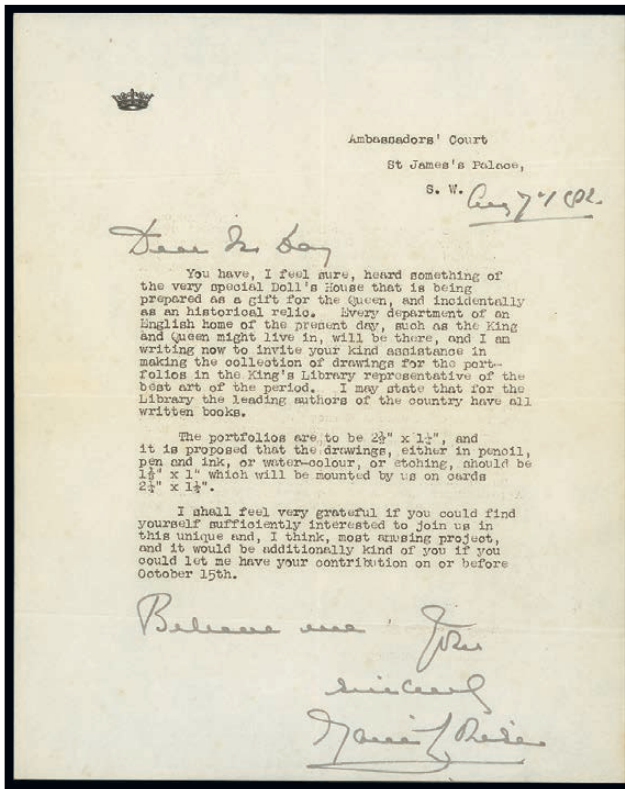 Ambassadors' Court
St James's Palace,
S. W.
Dear Mr Day
You have, I feel sure, heard something of
the very special Doll's House that is being
prepared as a gift for the Queen, and incidentally
as an historical relic. Every department of an
English home of the present day, such as the King
and Queen might live in, will be there, and I am
writing now to invite your kind assistance in
making the collection of drawings for the port-
folios in the King's Library representative of the
best art of the period. I may state that for the
Library the leading authors of the country have all
written books.
The portfolios are to be 2½" x 1¼", and
it is proposed that the drawings, either in pencil,
pen and ink, or water-colour, or etching, should be
x 1" which will be mounted by us on cards
I shall feel very grateful if you could find
yourself sufficiently interested to join us in
this unique and, I think, most amusing project,
and it would be additionally kind of you if you
could let me have your contribution on or before
October 15th.
Believe me Yours
sincerely